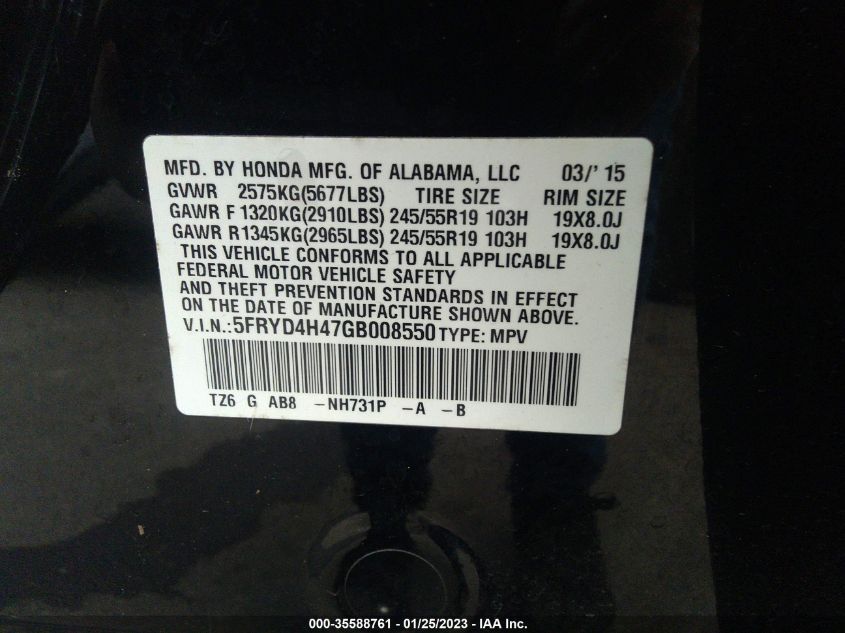 MFD. BY HONDA MFG. OF ALABAMA, LLC 03/' 15
GVWR 2575KG(5677LBS) TIRE SIZE RIM SIZE
GAWR F 1320KG(2910LBS) 245/55R19 103H 19X8.0J
GAWR R1345KG(2965LBS) 245/55R19 103H 19X8.0J
THIS VEHICLE CONFORMS TO ALL APPLICABLE
FEDERAL MOTOR VEHICLE SAFETY
AND THEFT PREVENTION STANDARDS IN EFFECT
ON THE DATE OF MANUFACTURE SHOWN ABOVE.
V.I.N.:5FRYD4H47GB008550 TYPE: MPV
TZ6 G AB8 -NH731P -A -B
000-35588761 - 01/25/2023 - IAA Inc.